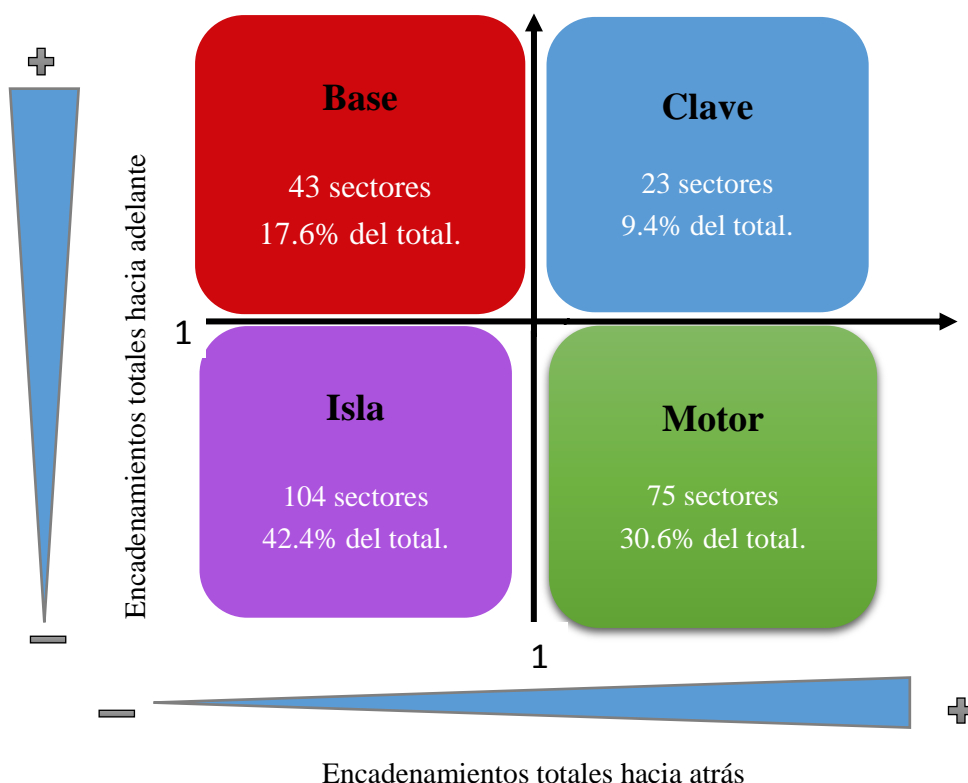 Base
43 sectores
17.6% del total.
Clave
23 sectores
9.4% del total.
Encadenamientos totales hacia adelante
1
Isla
104 sectores
42.4% del total.
Motor
75 sectores
30.6% del total.
1
Encadenamientos totales hacia atrás